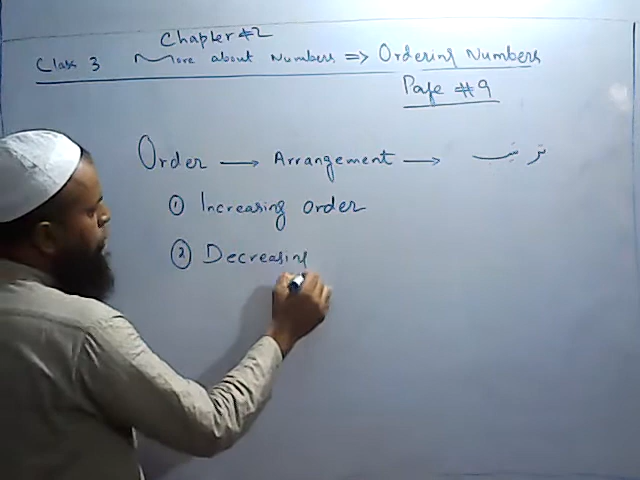 Chapter #2
Class 3 More about Numbers ⇒ Ordering Numbers
Page #9
Order → Arrangement → ترتیب
① Increasing order
② Decreasing